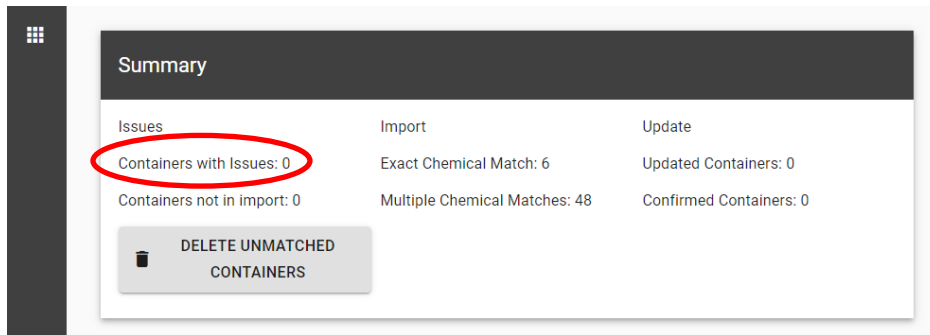 Summary
Issues
Import
Update
Containers with Issues: 0
Exact Chemical Match: 6
Updated Containers: 0
Containers not in import: 0
Multiple Chemical Matches: 48
Confirmed Containers: 0
DELETE UNMATCHED
CONTAINERS